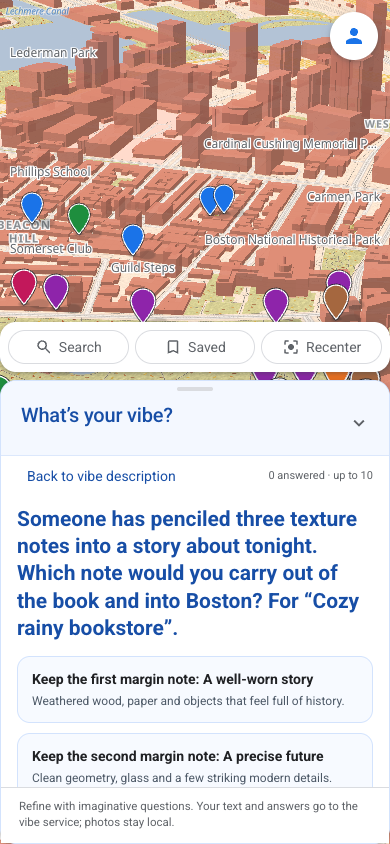 Lechmere Canal
Lederman Park
WES
Cardinal Cushing Memorial P...
Phillips School
Carmen Park
BEACON
HILL
Somerset Club
Boston National Historical Park
Guild Steps
Search
Saved
Recenter
What's your vibe?
Back to vibe description
0 answered · up to 10
Someone has penciled three texture
notes into a story about tonight.
Which note would you carry out of
the book and into Boston? For “Cozy
rainy bookstore”.
Keep the first margin note: A well-worn story
Weathered wood, paper and objects that feel full of history.
Keep the second margin note: A precise future
Clean geometry, glass and a few striking modern details.
Refine with imaginative questions. Your text and answers go to the
vibe service; photos stay local.